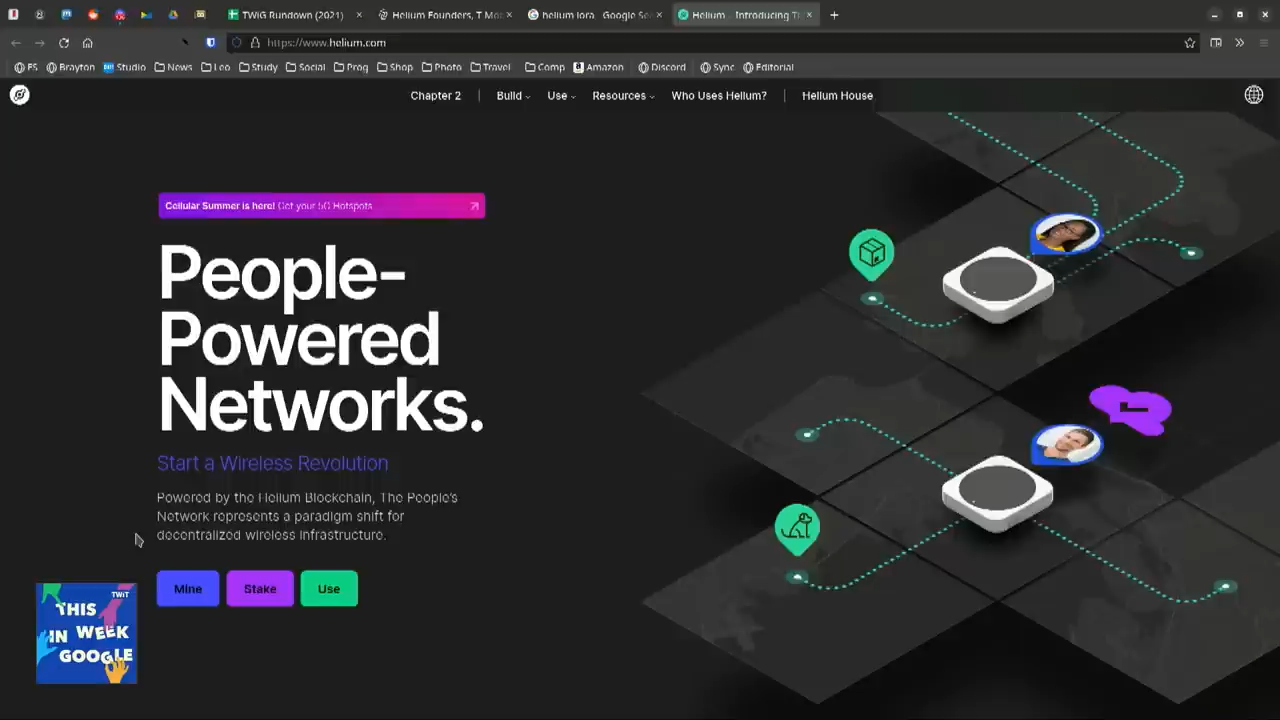 TWiG Rundown (2021)
Helium Founders, T Mo
helium lora - Google Se
Helium – Introducing T
https://www.helium.com
Brayton
Studio
News
Leo
Study
Social
Prog
Shop
Photo
Travel
Comp
Amazon
Discord
Sync
Editorial
Chapter 2
Build
Use
Resources
Who Uses Helium?
Helium House
Cellular Summer is here! Get your 5G Hotspots
People-
Powered
Networks.
Start a Wireless Revolution
Powered by the Helium Blockchain, The People's
Network represents a paradigm shift for
decentralized wireless infrastructure.
Mine
Stake
Use
TWiT
THIS
IN WEEK
GOOGLE